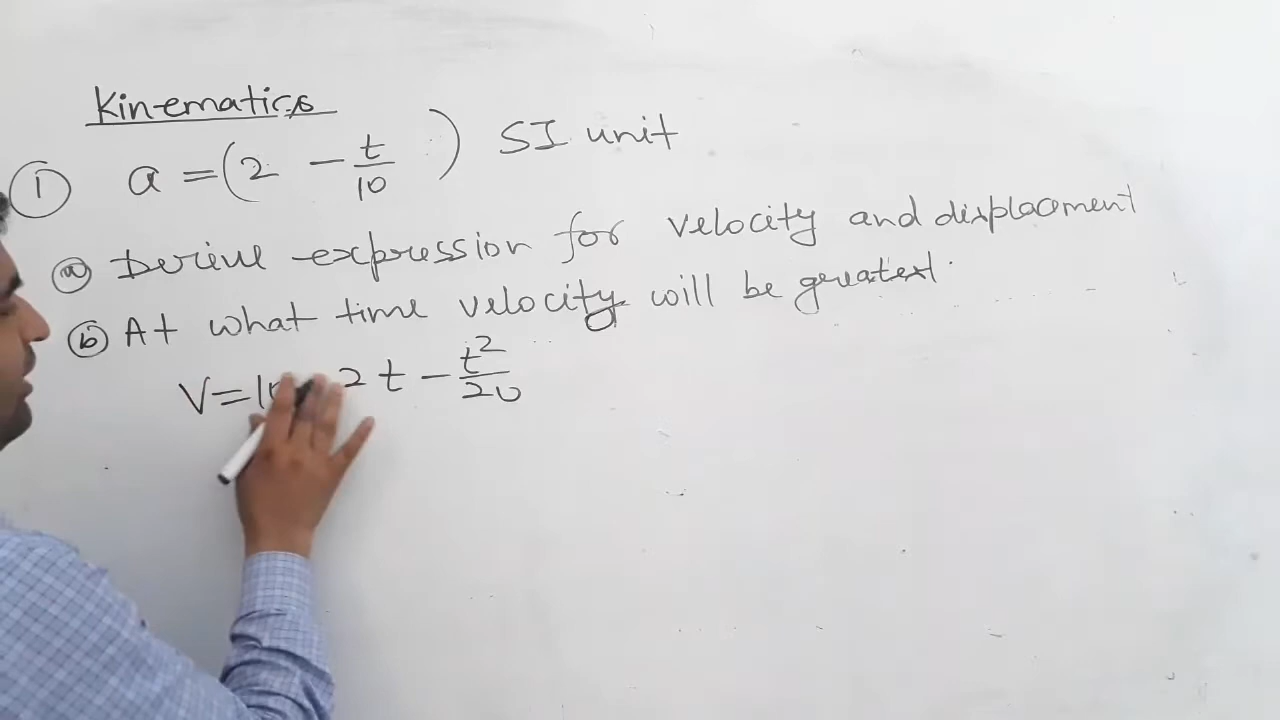 Kinematics
① a = (2 - t/10) SI unit
ⓐ Derive expression for velocity and displacement
ⓑ At what time velocity will be greatest.
V = 2t - t²/20